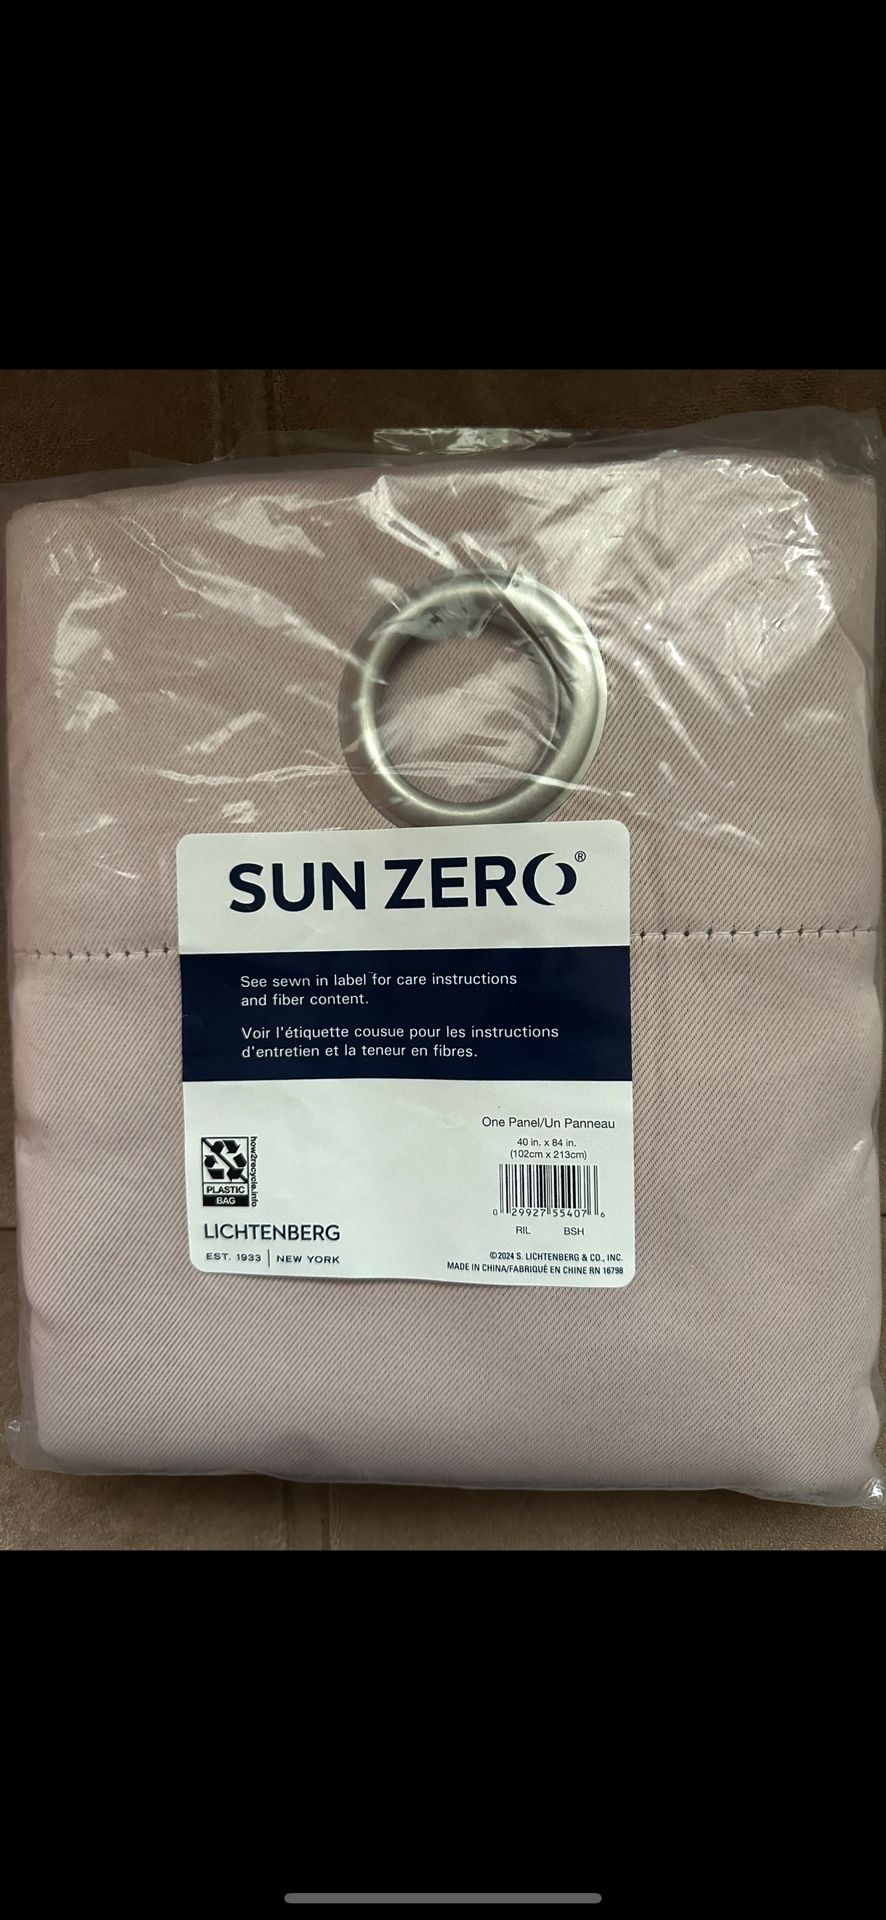 SUN ZERO®
See sewn in label for care instructions
and fiber content.
Voir l'étiquette cousue pour les instructions
d'entretien et la teneur en fibres.
One Panel/Un Panneau
40 in. x 84 in.
(102cm x 213cm)
how2recycle.info
PLASTIC
BAG
0 29927 55407 6
RIL BSH
LICHTENBERG
EST. 1933 | NEW YORK
©2024 S. LICHTENBERG & CO., INC.
MADE IN CHINA/FABRIQUÉ EN CHINE RN 16798